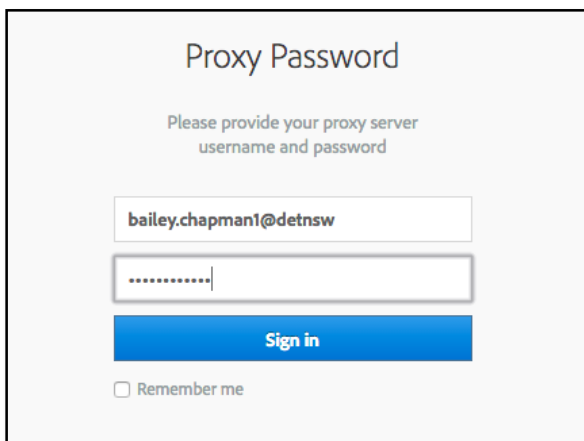 Proxy Password
Please provide your proxy server
username and password
bailey.chapman1@detnsw
••••••••••••
Sign in
Remember me